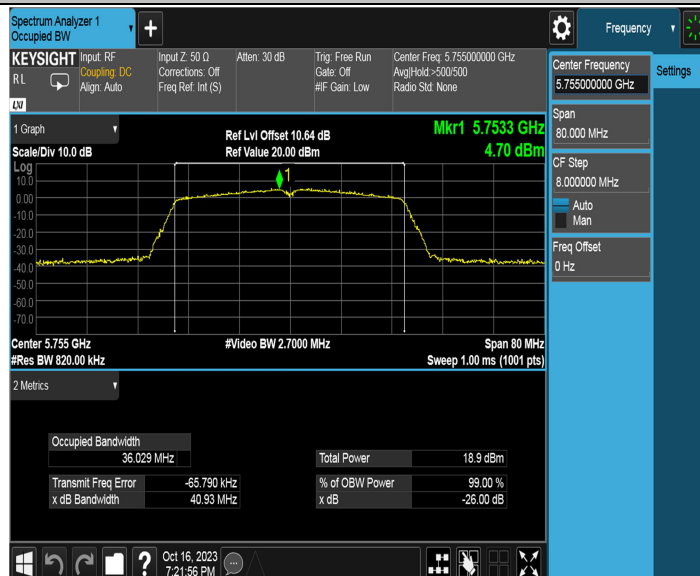 Spectrum Analyzer 1
Occupied BW
+
Frequency
KEYSIGHT
RL
LXI
Input: RF
Coupling: DC
Align: Auto
Input Z: 50 Ω
Corrections: Off
Freq Ref: Int (S)
Atten: 30 dB
Trig: Free Run
Gate: Off
#IF Gain: Low
Center Freq: 5.755000000 GHz
Avg|Hold:>500/500
Radio Std: None
Center Frequency
5.755000000 GHz
Settings
Span
80.000 MHz
CF Step
8.000000 MHz
Auto
Man
Freq Offset
0 Hz
1 Graph
Scale/Div 10.0 dB
Ref Lvl Offset 10.64 dB
Ref Value 20.00 dBm
Mkr1 5.7533 GHz
4.70 dBm
Log
10.0
0.00
-10.0
-20.0
-30.0
-40.0
-50.0
-60.0
-70.0
1
Center 5.755 GHz
#Res BW 820.00 kHz
#Video BW 2.7000 MHz
Span 80 MHz
Sweep 1.00 ms (1001 pts)
2 Metrics
Occupied Bandwidth
36.029 MHz
Transmit Freq Error -65.790 kHz
x dB Bandwidth 40.93 MHz
Total Power 18.9 dBm
% of OBW Power 99.00 %
x dB -26.00 dB
?
Oct 16, 2023
7:21:56 PM